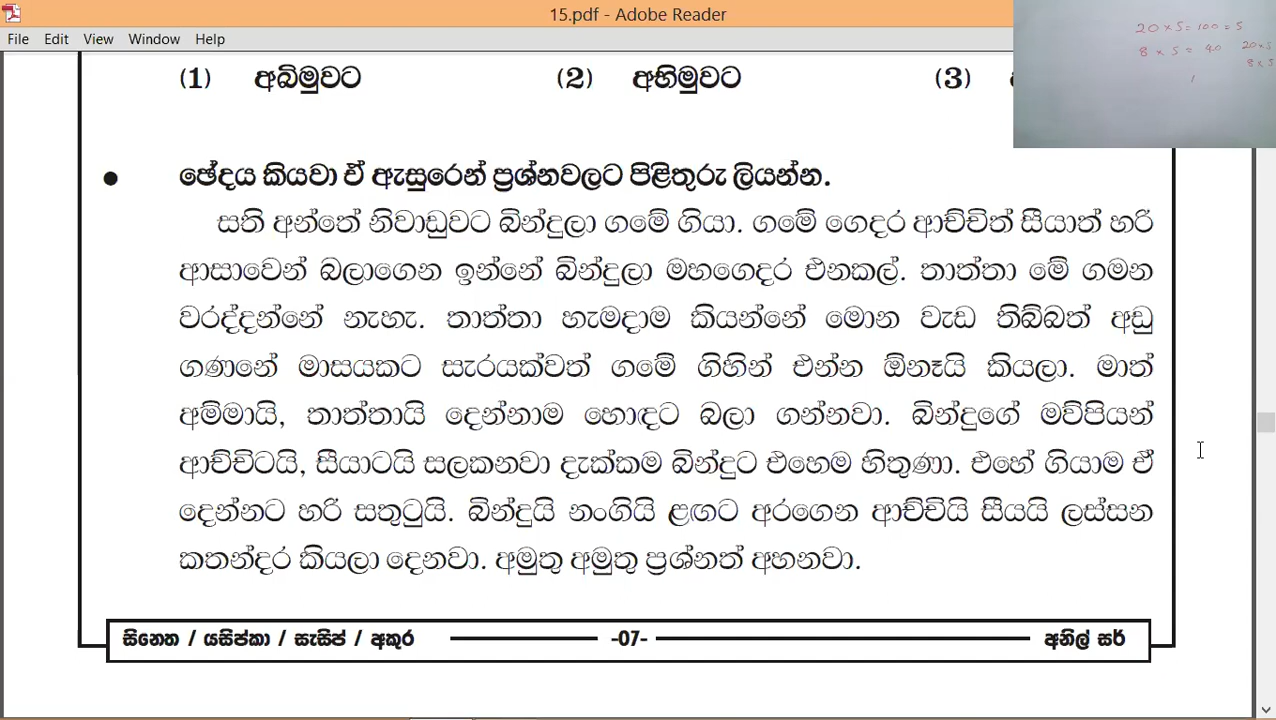 15.pdf - Adobe Reader
File Edit View Window Help
20 × 5 = 100 = 5
8 × 5 = 40
20×5
8×5
(1) අබිමුවට (2) අභිමුවට (3)
● ඡේදය කියවා ඒ ඇසුරෙන් ප්‍රශ්නවලට පිළිතුරු ලියන්න.
සති අන්තේ නිවාඩුවට බින්දුලා ගමේ ගියා. ගමේ ගෙදර ආච්චිත් සීයාත් හරි
ආසාවෙන් බලාගෙන ඉන්නේ බින්දුලා මහගෙදර එනකල්. තාත්තා මේ ගමන
වරද්දන්නේ නැහැ. තාත්තා හැමදාම කියන්නේ මොන වැඩ තිබ්බත් අඩු
ගණනේ මාසයකට සැරයක්වත් ගමේ ගිහින් එන්න ඕනෑයි කියලා. මාත්
අම්මායි, තාත්තායි දෙන්නාම හොඳට බලා ගන්නවා. බින්දුගේ මව්පියන්
ආච්චිටයි, සීයාටයි සලකනවා දැක්කම බින්දුට එහෙම හිතුණා. එහේ ගියාම ඒ
දෙන්නට හරි සතුටුයි. බින්දුයි නංගියි ළඟට අරගෙන ආච්චියි සීයයි ලස්සන
කතන්දර කියලා දෙනවා. අමුතු අමුතු ප්‍රශ්නත් අහනවා.
සිනෙත / යසිප්කා / සැසිප් / අකුර -07- අනිල් සර්